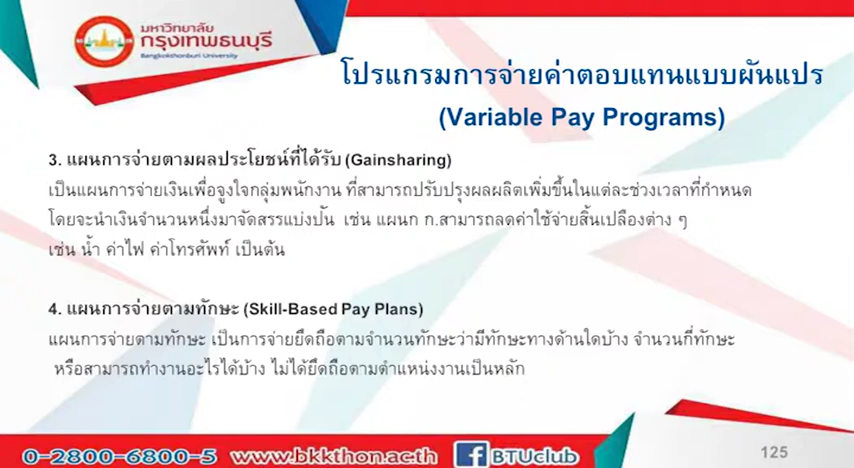 มหาวิทยาลัย
กรุงเทพธนบุรี
Bangkokthonburi University
โปรแกรมการจ่ายค่าตอบแทนแบบผันแปร
(Variable Pay Programs)
3. แผนการจ่ายตามผลประโยชน์ที่ได้รับ (Gainsharing)
เป็นแผนการจ่ายเงินเพื่อจูงใจกลุ่มพนักงาน ที่สามารถปรับปรุงผลผลิตเพิ่มขึ้นในแต่ละช่วงเวลาที่กำหนด
โดยจะนำเงินจำนวนหนึ่งมาจัดสรรแบ่งปัน เช่น แผนก ก.สามารถลดค่าใช้จ่ายสิ้นเปลืองต่าง ๆ
เช่น น้ำ ค่าไฟ ค่าโทรศัพท์ เป็นต้น
4. แผนการจ่ายตามทักษะ (Skill-Based Pay Plans)
แผนการจ่ายตามทักษะ เป็นการจ่ายยึดถือตามจำนวนทักษะว่ามีทักษะทางด้านใดบ้าง จำนวนกี่ทักษะ
หรือสามารถทำงานอะไรได้บ้าง ไม่ได้ยึดถือตามตำแหน่งงานเป็นหลัก
0-2800-6800-5 www.bkkthon.ac.th f BTUclub
125